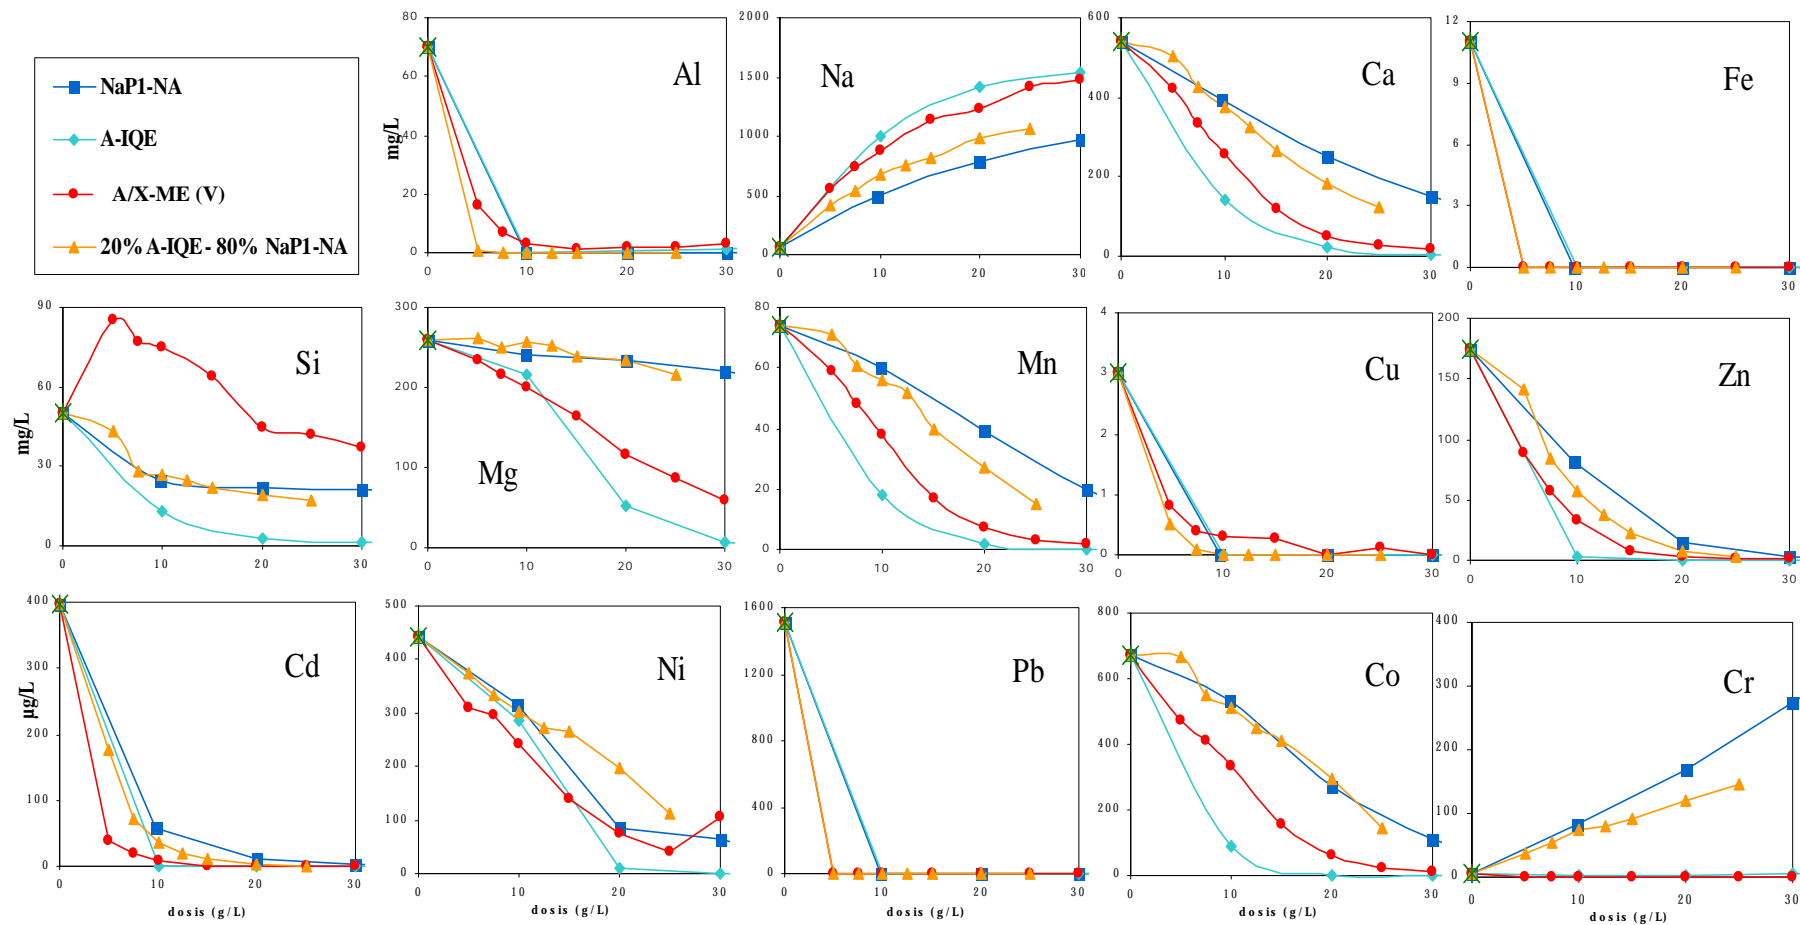 NaP1-NA
A-IQE
A/X-ME (V)
20% A-IQE - 80% NaP1-NA
80
60
40
20
0
mg/L
Al
0 10 20 30
2000
1500
1000
500
0
Na
0 10 20 30
600
400
200
0
Ca
0 10 20 30
12
9
6
3
0
Fe
0 10 20 30
90
60
30
0
mg/L
Si
0 10 20 30
300
200
100
0
Mg
0 10 20 30
80
60
40
20
0
Mn
0 10 20 30
4
3
2
1
0
Cu
0 10 20 30
200
150
100
50
0
Zn
0 10 20 30
400
300
200
100
0
µg/L
Cd
0 10 20 30
dosis (g/L)
500
400
300
200
100
0
Ni
0 10 20 30
dosis (g/L)
1600
1200
800
400
0
Pb
0 10 20 30
dosis (g/L)
800
600
400
200
0
Co
0 10 20 30
dosis (g/L)
400
300
200
100
0
Cr
0 10 20 30
dosis (g/L)